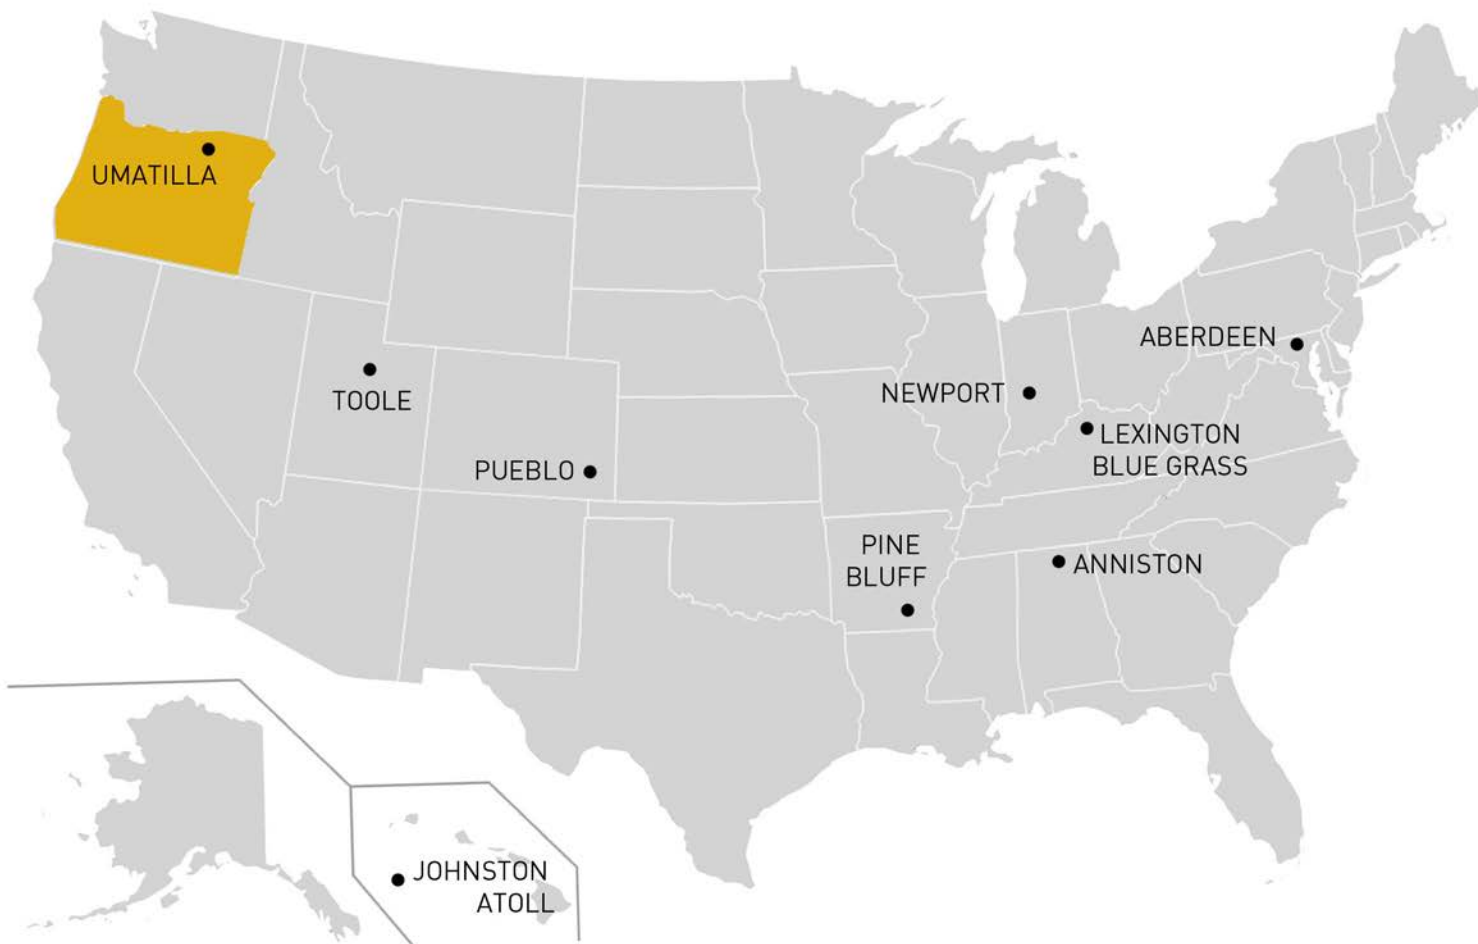 UMATILLA
ABERDEEN
TOOLE
NEWPORT
LEXINGTON
BLUE GRASS
PUEBLO
PINE
BLUFF
ANNISTON
JOHNSTON
ATOLL